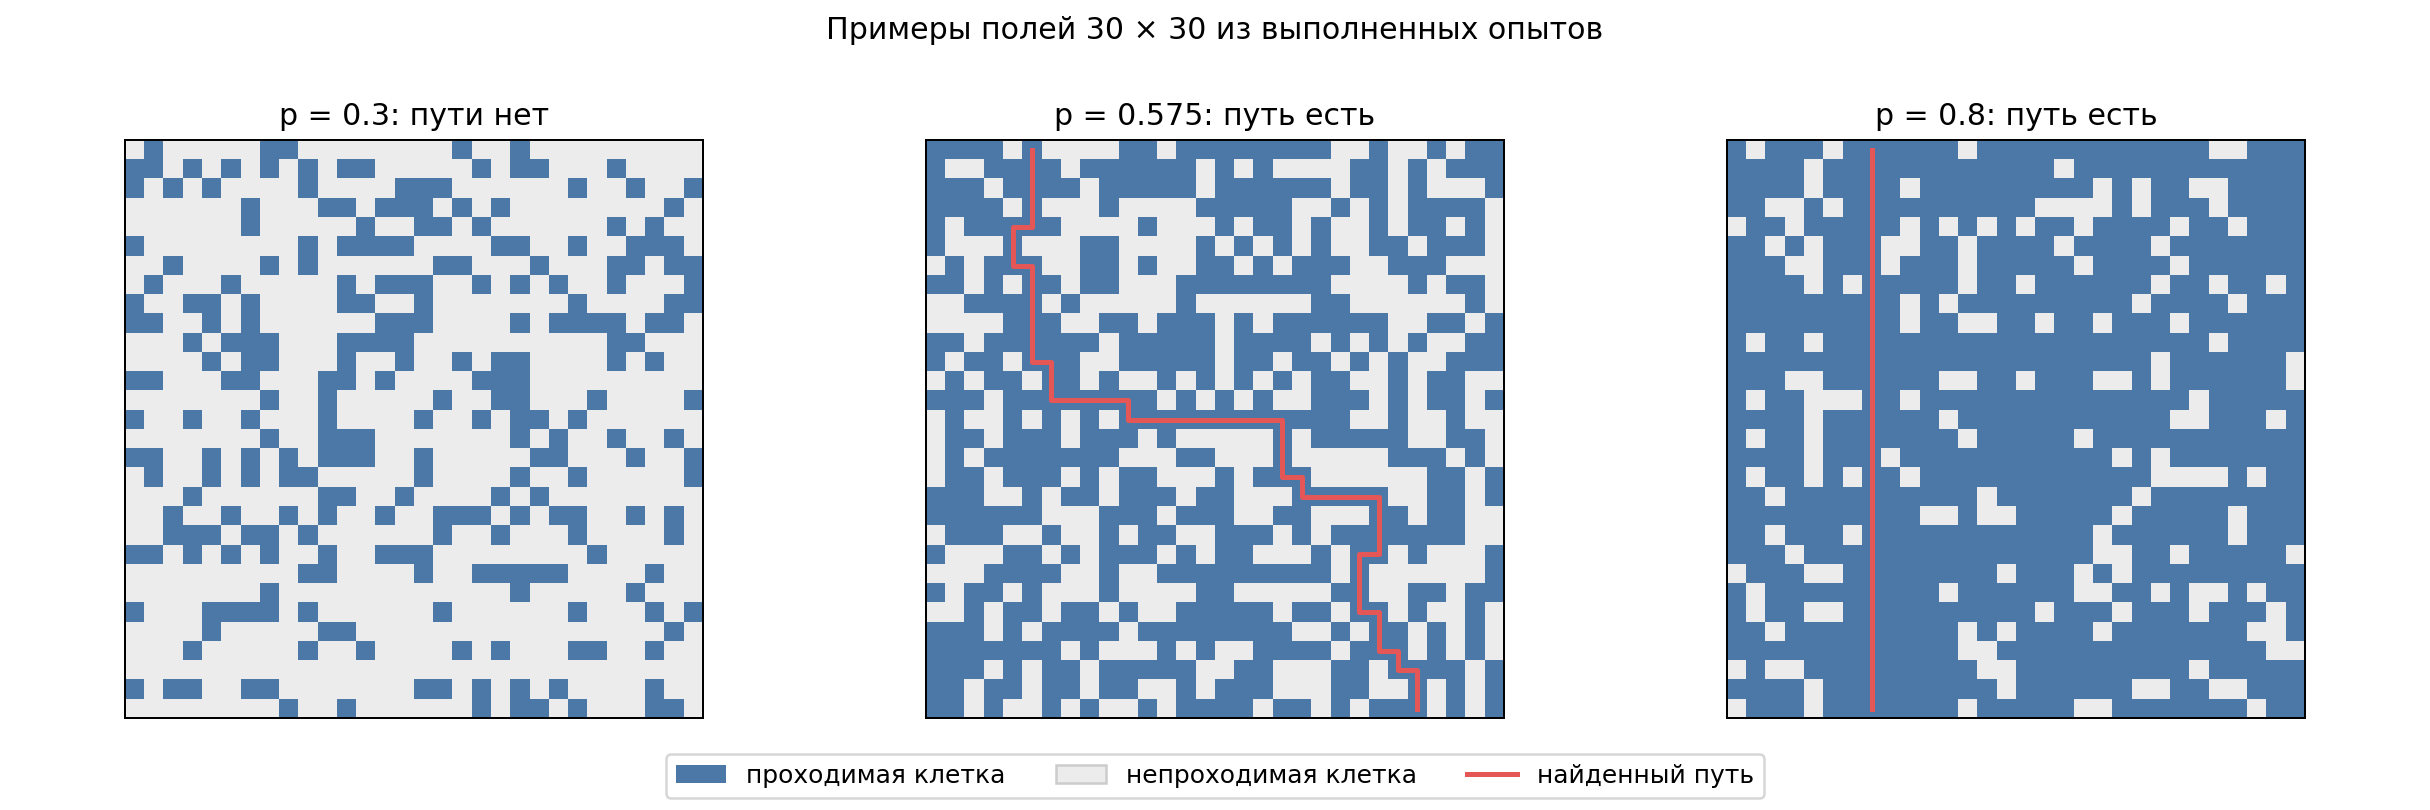 Примеры полей 30 × 30 из выполненных опытов
p = 0.3: пути нет
p = 0.575: путь есть
p = 0.8: путь есть
проходимая клетка
непроходимая клетка
найденный путь